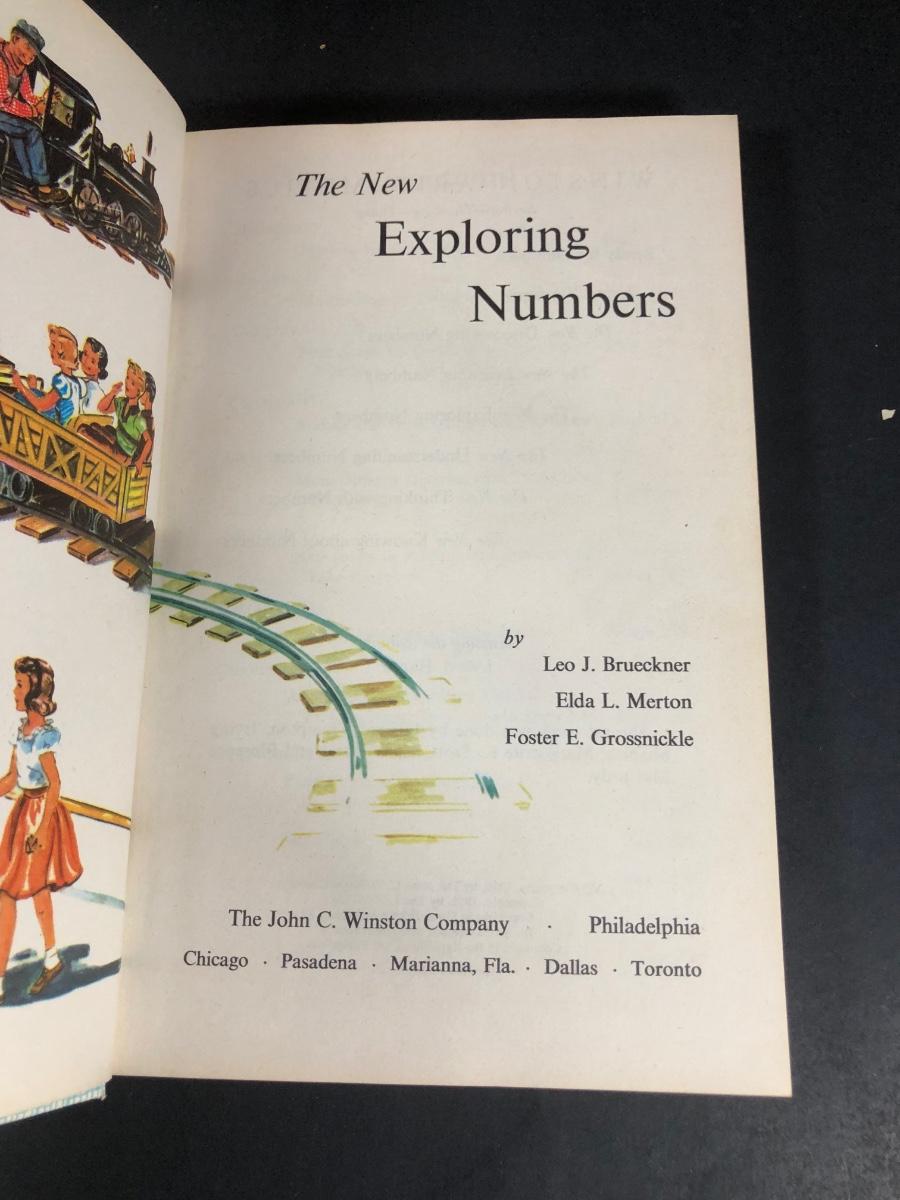 The New
Exploring
Numbers
by
Leo J. Brueckner
Elda L. Merton
Foster E. Grossnickle
The John C. Winston Company · Philadelphia
Chicago · Pasadena · Marianna, Fla. · Dallas · Toronto